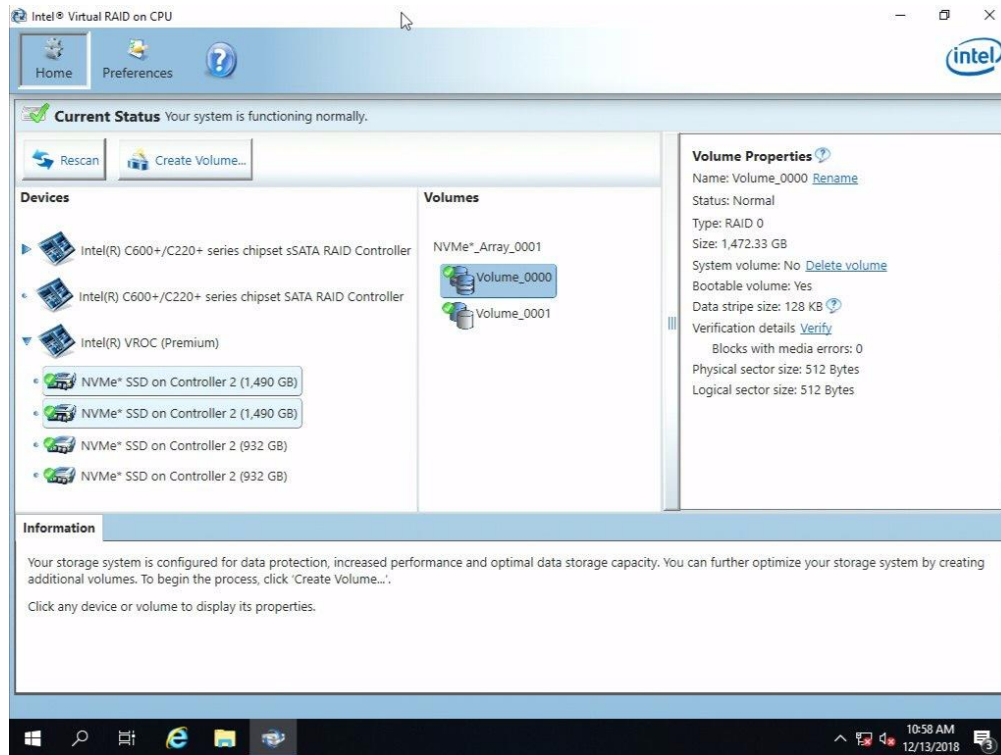 Intel® Virtual RAID on CPU
Home
Preferences
?
intel
Current Status Your system is functioning normally.
Rescan
Create Volume...
Devices
Intel(R) C600+/C220+ series chipset sSATA RAID Controller
Intel(R) C600+/C220+ series chipset SATA RAID Controller
Intel(R) VROC (Premium)
NVMe* SSD on Controller 2 (1,490 GB)
NVMe* SSD on Controller 2 (1,490 GB)
NVMe* SSD on Controller 2 (932 GB)
NVMe* SSD on Controller 2 (932 GB)
Volumes
NVMe*_Array_0001
Volume_0000
Volume_0001
Volume Properties ?
Name: Volume_0000 Rename
Status: Normal
Type: RAID 0
Size: 1,472.33 GB
System volume: No Delete volume
Bootable volume: Yes
Data stripe size: 128 KB ?
Verification details Verify
Blocks with media errors: 0
Physical sector size: 512 Bytes
Logical sector size: 512 Bytes
Information
Your storage system is configured for data protection, increased performance and optimal data storage capacity. You can further optimize your storage system by creating
additional volumes. To begin the process, click 'Create Volume...'.
Click any device or volume to display its properties.
10:58 AM
12/13/2018
3